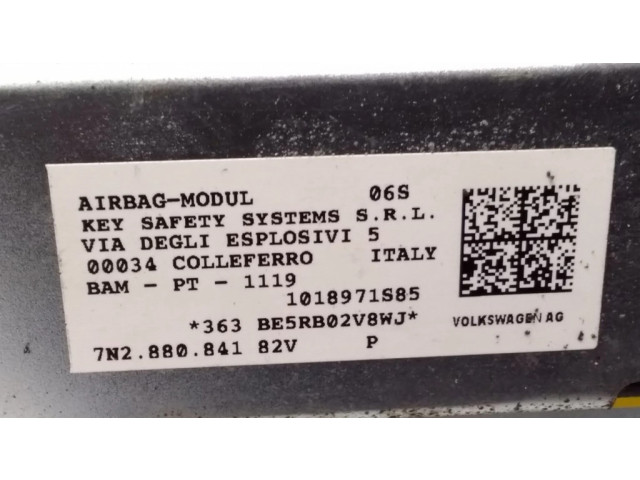 AIRBAG-MODUL 06S
KEY SAFETY SYSTEMS S.R.L.
VIA DEGLI ESPLOSIVI 5
00034 COLLEFERRO ITALY
BAM - PT - 1119
1018971S85
*363 BE5RB02V8WJ*
VOLKSWAGEN AG
7N2.880.841 82V P